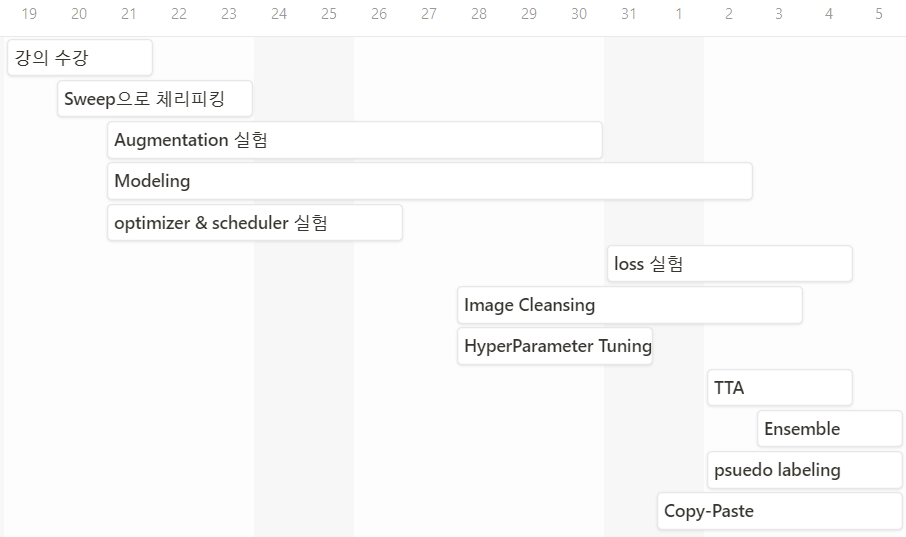 19 20 21 22 23 24 25 26 27 28 29 30 31 1 2 3 4 5
강의 수강
Sweep으로 체리피킹
Augmentation 실험
Modeling
optimizer & scheduler 실험
loss 실험
Image Cleansing
HyperParameter Tuning
TTA
Ensemble
psuedo labeling
Copy-Paste